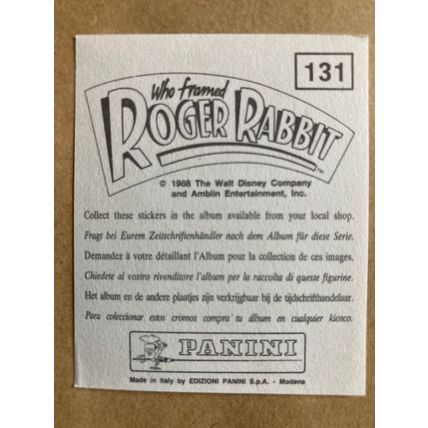 131
Who Framed
ROGER RABBIT
™
© 1988 The Walt Disney Company
and Amblin Entertainment, Inc.
Collect these stickers in the album available from your local shop.
Fragt bei Eurem Zeitschriftenhändler nach dem Album für diese Serie.
Demandez à votre détaillant l'Album pour la collection de ces images.
Chiedete al vostro rivenditore l'album per la raccolta di queste figurine.
Het album en de andere plaatjes zijn verkrijgbaar bij de tijdschrifthandelaar.
Para coleccionar estos cromos compra tu álbum en cualquier kiosco.
PANINI
Made in Italy by EDIZIONI PANINI S.p.A. - Modena